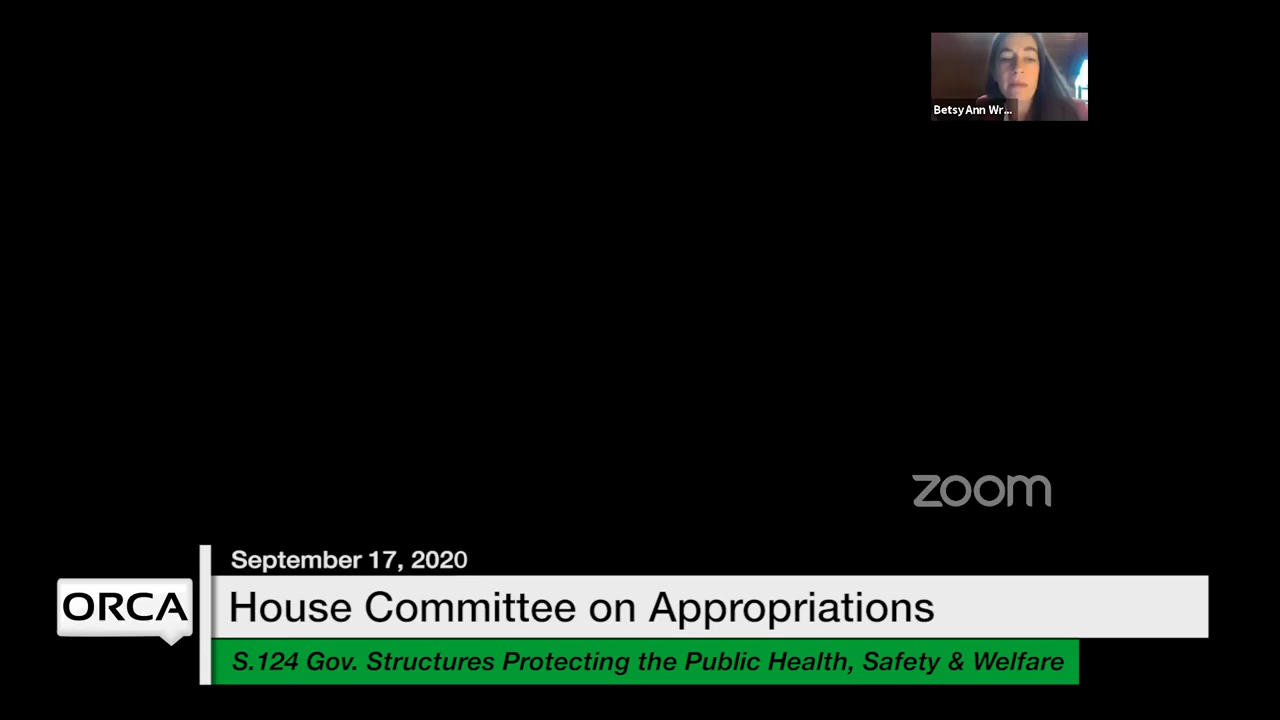 Betsy Ann Wr...
zoom
September 17, 2020
ORCA
House Committee on Appropriations
S.124 Gov. Structures Protecting the Public Health, Safety & Welfare